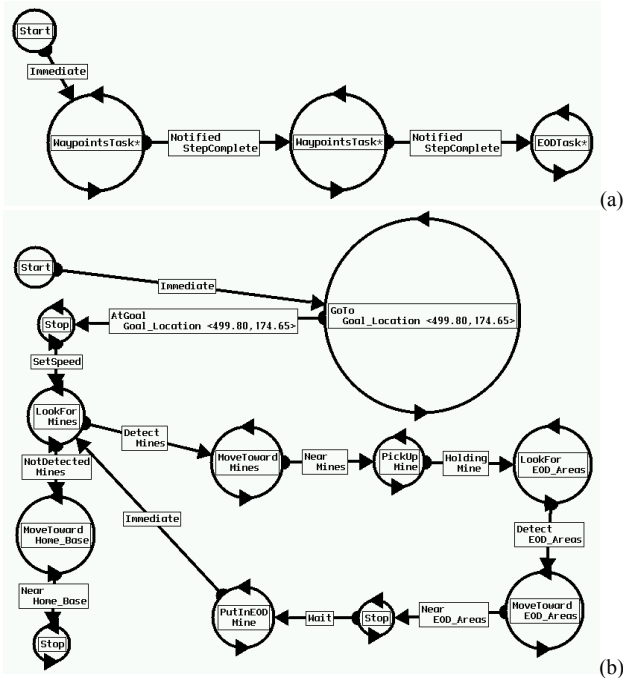 Start
Immediate
WaypointsTask*
Notified
StepComplete
WaypointsTask*
Notified
StepComplete
EODTask*
(a)
Start
Immediate
GoTo
Goal_Location <499.80,174.65>
AtGoal
Goal_Location <499.80,174.65>
Stop
SetSpeed
LookFor
Mines
Detect
Mines
MoveToward
Mines
Near
Mines
PickUp
Mine
Holding
Mine
LookFor
EOD_Areas
NotDetected
Mines
Detect
EOD_Areas
MoveToward
Home_Base
Immediate
Near
Home_Base
PutInEOD
Mine
Wait
Stop
Near
EOD_Areas
MoveToward
EOD_Areas
Stop
(b)